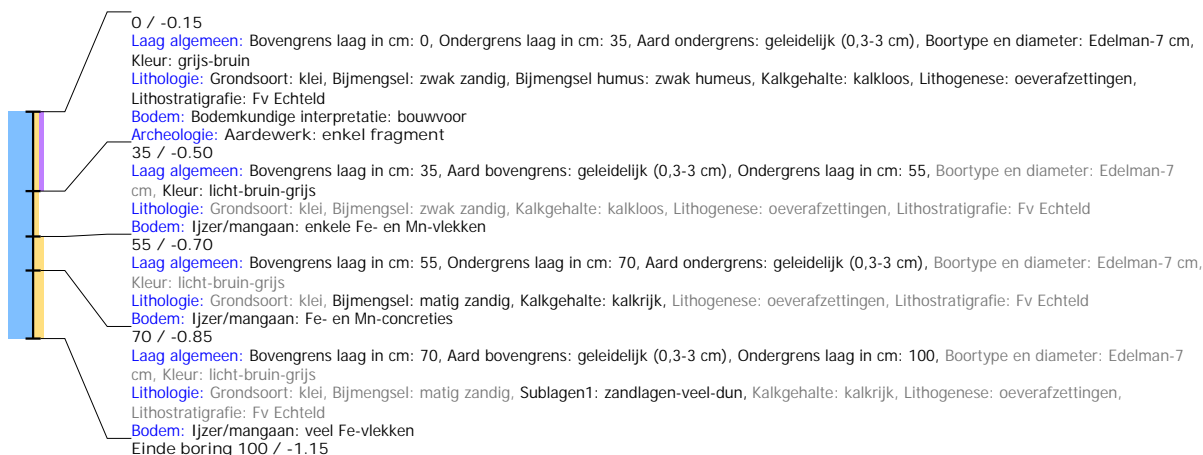 0 / -0.15
Laag algemeen: Bovengrens laag in cm: 0, Ondergrens laag in cm: 35, Aard ondergrens: geleidelijk (0,3-3 cm), Boortype en diameter: Edelman-7 cm,
Kleur: grijs-bruin
Lithologie: Grondsoort: klei, Bijmengsel: zwak zandig, Bijmengsel humus: zwak humeus, Kalkgehalte: kalkloos, Lithogenese: oeverafzettingen,
Lithostratigrafie: Fv Echteld
Bodem: Bodemkundige interpretatie: bouwvoor
Archeologie: Aardewerk: enkel fragment
35 / -0.50
Laag algemeen: Bovengrens laag in cm: 35, Aard bovengrens: geleidelijk (0,3-3 cm), Ondergrens laag in cm: 55, Boortype en diameter: Edelman-7
cm, Kleur: licht-bruin-grijs
Lithologie: Grondsoort: klei, Bijmengsel: zwak zandig, Kalkgehalte: kalkloos, Lithogenese: oeverafzettingen, Lithostratigrafie: Fv Echteld
Bodem: Ijzer/mangaan: enkele Fe- en Mn-vlekken
55 / -0.70
Laag algemeen: Bovengrens laag in cm: 55, Ondergrens laag in cm: 70, Aard ondergrens: geleidelijk (0,3-3 cm), Boortype en diameter: Edelman-7 cm,
Kleur: licht-bruin-grijs
Lithologie: Grondsoort: klei, Bijmengsel: matig zandig, Kalkgehalte: kalkrijk, Lithogenese: oeverafzettingen, Lithostratigrafie: Fv Echteld
Bodem: Ijzer/mangaan: Fe- en Mn-concreties
70 / -0.85
Laag algemeen: Bovengrens laag in cm: 70, Aard bovengrens: geleidelijk (0,3-3 cm), Ondergrens laag in cm: 100, Boortype en diameter: Edelman-7
cm, Kleur: licht-bruin-grijs
Lithologie: Grondsoort: klei, Bijmengsel: matig zandig, Sublagen1: zandlagen-veel-dun, Kalkgehalte: kalkrijk, Lithogenese: oeverafzettingen,
Lithostratigrafie: Fv Echteld
Bodem: Ijzer/mangaan: veel Fe-vlekken
Einde boring 100 / -1.15